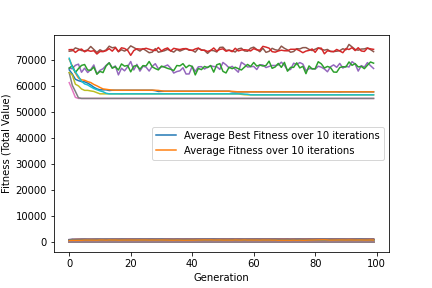 Fitness (Total Value)
80000
70000
60000
50000
40000
30000
20000
10000
0
Average Best Fitness over 10 iterations
Average Fitness over 10 iterations
0 20 40 60 80 100
Generation